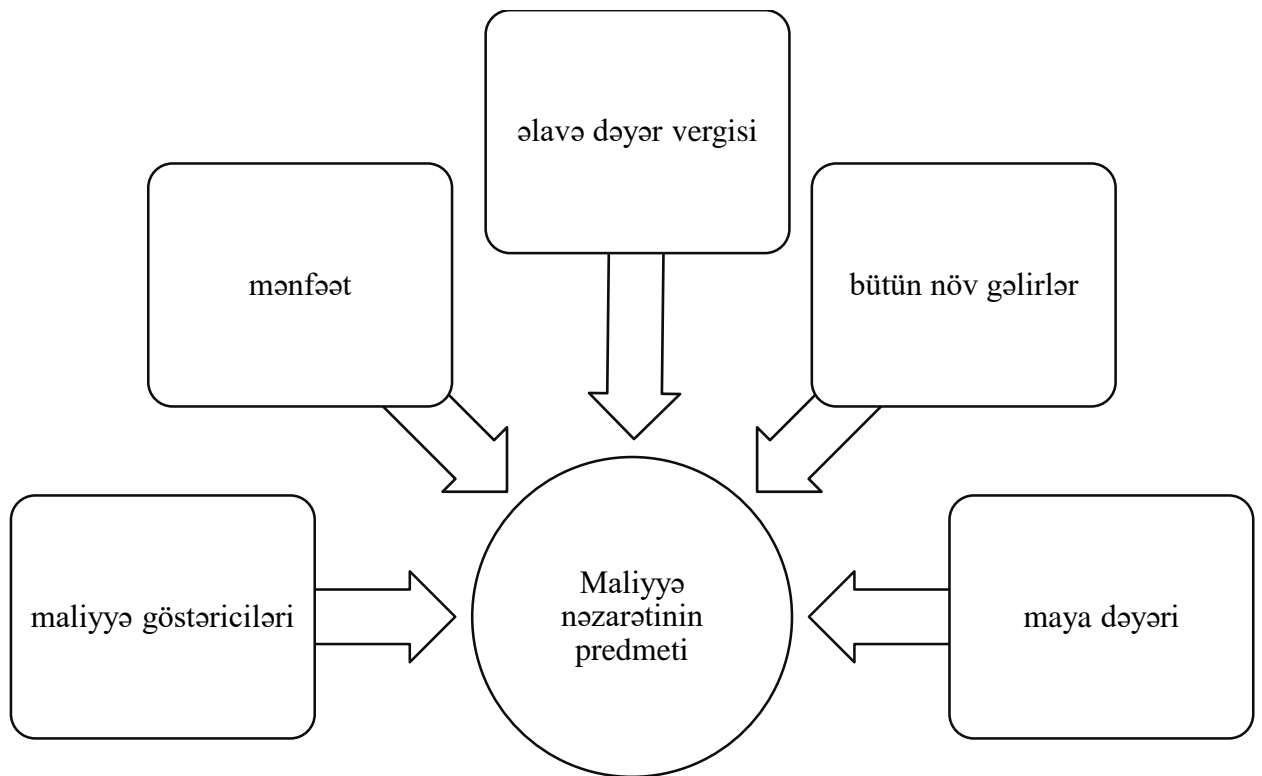 əlavə dəyər vergisi
mənfəət
bütün növ gəlirlər
maliyyə göstəriciləri
Maliyyə
nəzarətinin
predmeti
maya dəyəri